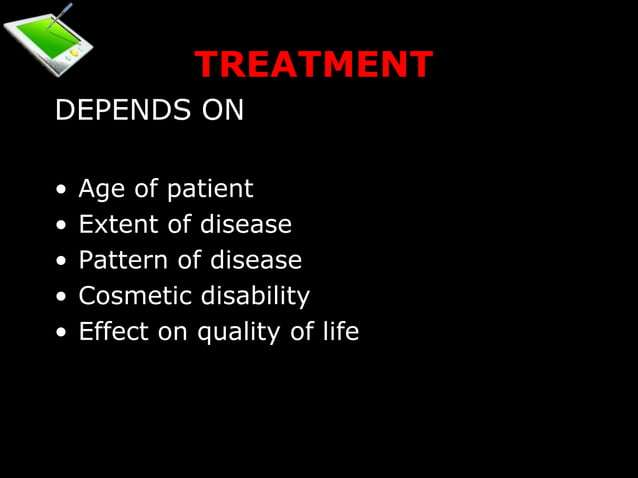 TREATMENT
DEPENDS ON
• Age of patient
• Extent of disease
• Pattern of disease
• Cosmetic disability
• Effect on quality of life